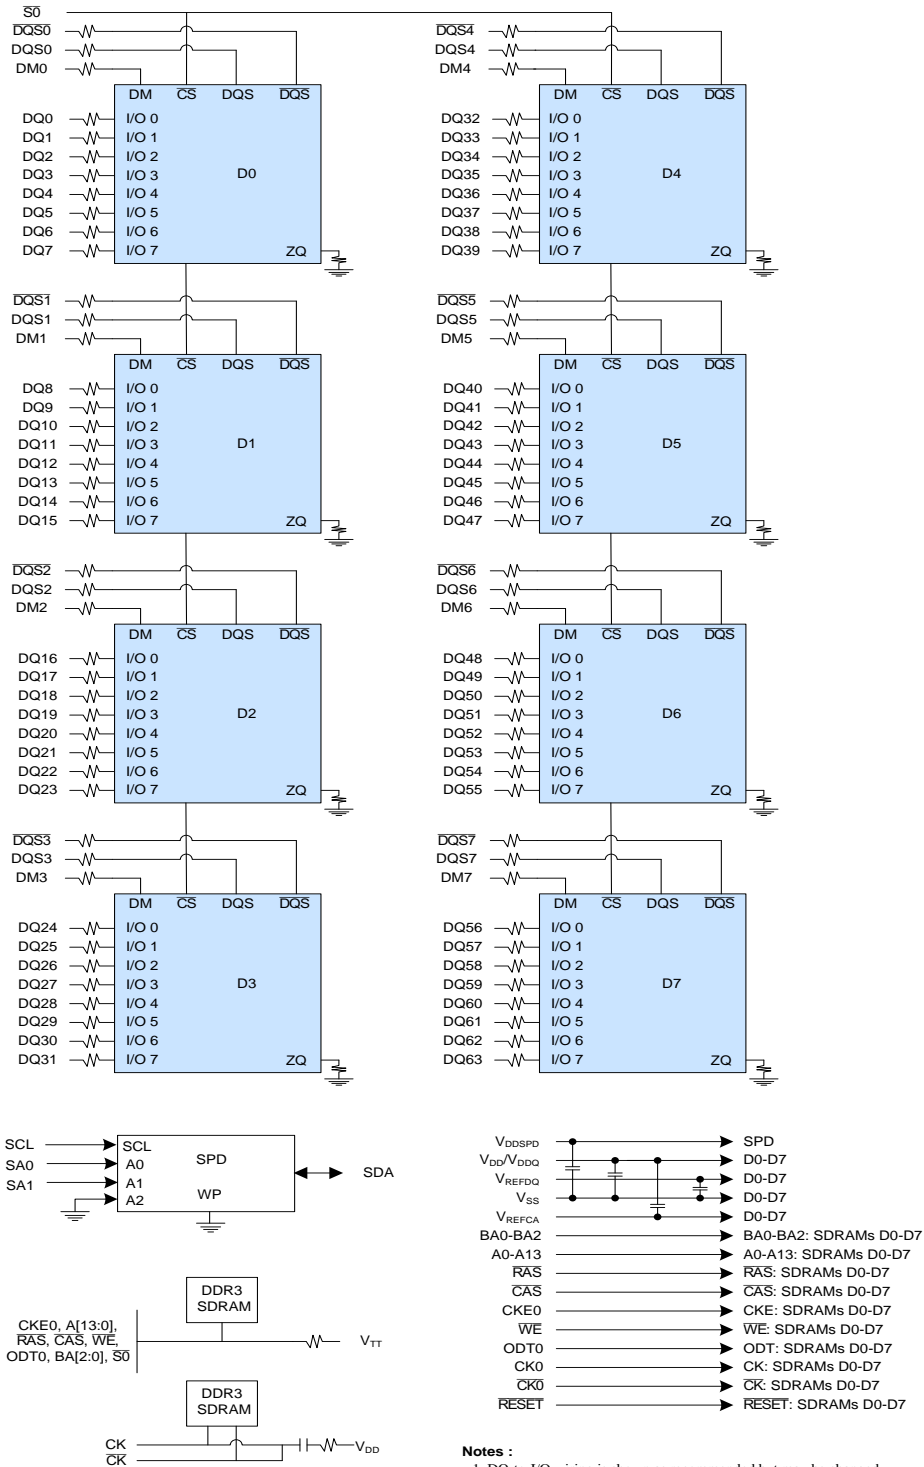 S0
DQS0
DQS0
DM0
DM CS DQS DQS
DQ0 I/O 0
DQ1 I/O 1
DQ2 I/O 2
DQ3 I/O 3 D0
DQ4 I/O 4
DQ5 I/O 5
DQ6 I/O 6
DQ7 I/O 7 ZQ
DQS1
DQS1
DM1
DM CS DQS DQS
DQ8 I/O 0
DQ9 I/O 1
DQ10 I/O 2
DQ11 I/O 3 D1
DQ12 I/O 4
DQ13 I/O 5
DQ14 I/O 6
DQ15 I/O 7 ZQ
DQS2
DQS2
DM2
DM CS DQS DQS
DQ16 I/O 0
DQ17 I/O 1
DQ18 I/O 2
DQ19 I/O 3 D2
DQ20 I/O 4
DQ21 I/O 5
DQ22 I/O 6
DQ23 I/O 7 ZQ
DQS3
DQS3
DM3
DM CS DQS DQS
DQ24 I/O 0
DQ25 I/O 1
DQ26 I/O 2
DQ27 I/O 3 D3
DQ28 I/O 4
DQ29 I/O 5
DQ30 I/O 6
DQ31 I/O 7 ZQ
DQS4
DQS4
DM4
DM CS DQS DQS
DQ32 I/O 0
DQ33 I/O 1
DQ34 I/O 2
DQ35 I/O 3 D4
DQ36 I/O 4
DQ37 I/O 5
DQ38 I/O 6
DQ39 I/O 7 ZQ
DQS5
DQS5
DM5
DM CS DQS DQS
DQ40 I/O 0
DQ41 I/O 1
DQ42 I/O 2
DQ43 I/O 3 D5
DQ44 I/O 4
DQ45 I/O 5
DQ46 I/O 6
DQ47 I/O 7 ZQ
DQS6
DQS6
DM6
DM CS DQS DQS
DQ48 I/O 0
DQ49 I/O 1
DQ50 I/O 2
DQ51 I/O 3 D6
DQ52 I/O 4
DQ53 I/O 5
DQ54 I/O 6
DQ55 I/O 7 ZQ
DQS7
DQS7
DM7
DM CS DQS DQS
DQ56 I/O 0
DQ57 I/O 1
DQ58 I/O 2
DQ59 I/O 3 D7
DQ60 I/O 4
DQ61 I/O 5
DQ62 I/O 6
DQ63 I/O 7 ZQ
SCL SCL
SA0 A0 SPD SDA
SA1 A1
A2 WP
DDR3
SDRAM
CKE0, A[13:0],
RAS, CAS, WE,
ODT0, BA[2:0], S0
VTT
DDR3
SDRAM
CK VDD
CK
VDDSPD SPD
VDD/VDDQ D0-D7
VREFDQ D0-D7
VSS D0-D7
VREFCA D0-D7
BA0-BA2 BA0-BA2: SDRAMs D0-D7
A0-A13 A0-A13: SDRAMs D0-D7
RAS RAS: SDRAMs D0-D7
CAS CAS: SDRAMs D0-D7
CKE0 CKE: SDRAMs D0-D7
WE WE: SDRAMs D0-D7
ODT0 ODT: SDRAMs D0-D7
CK0 CK: SDRAMs D0-D7
CK0 CK: SDRAMs D0-D7
RESET RESET: SDRAMs D0-D7
Notes :